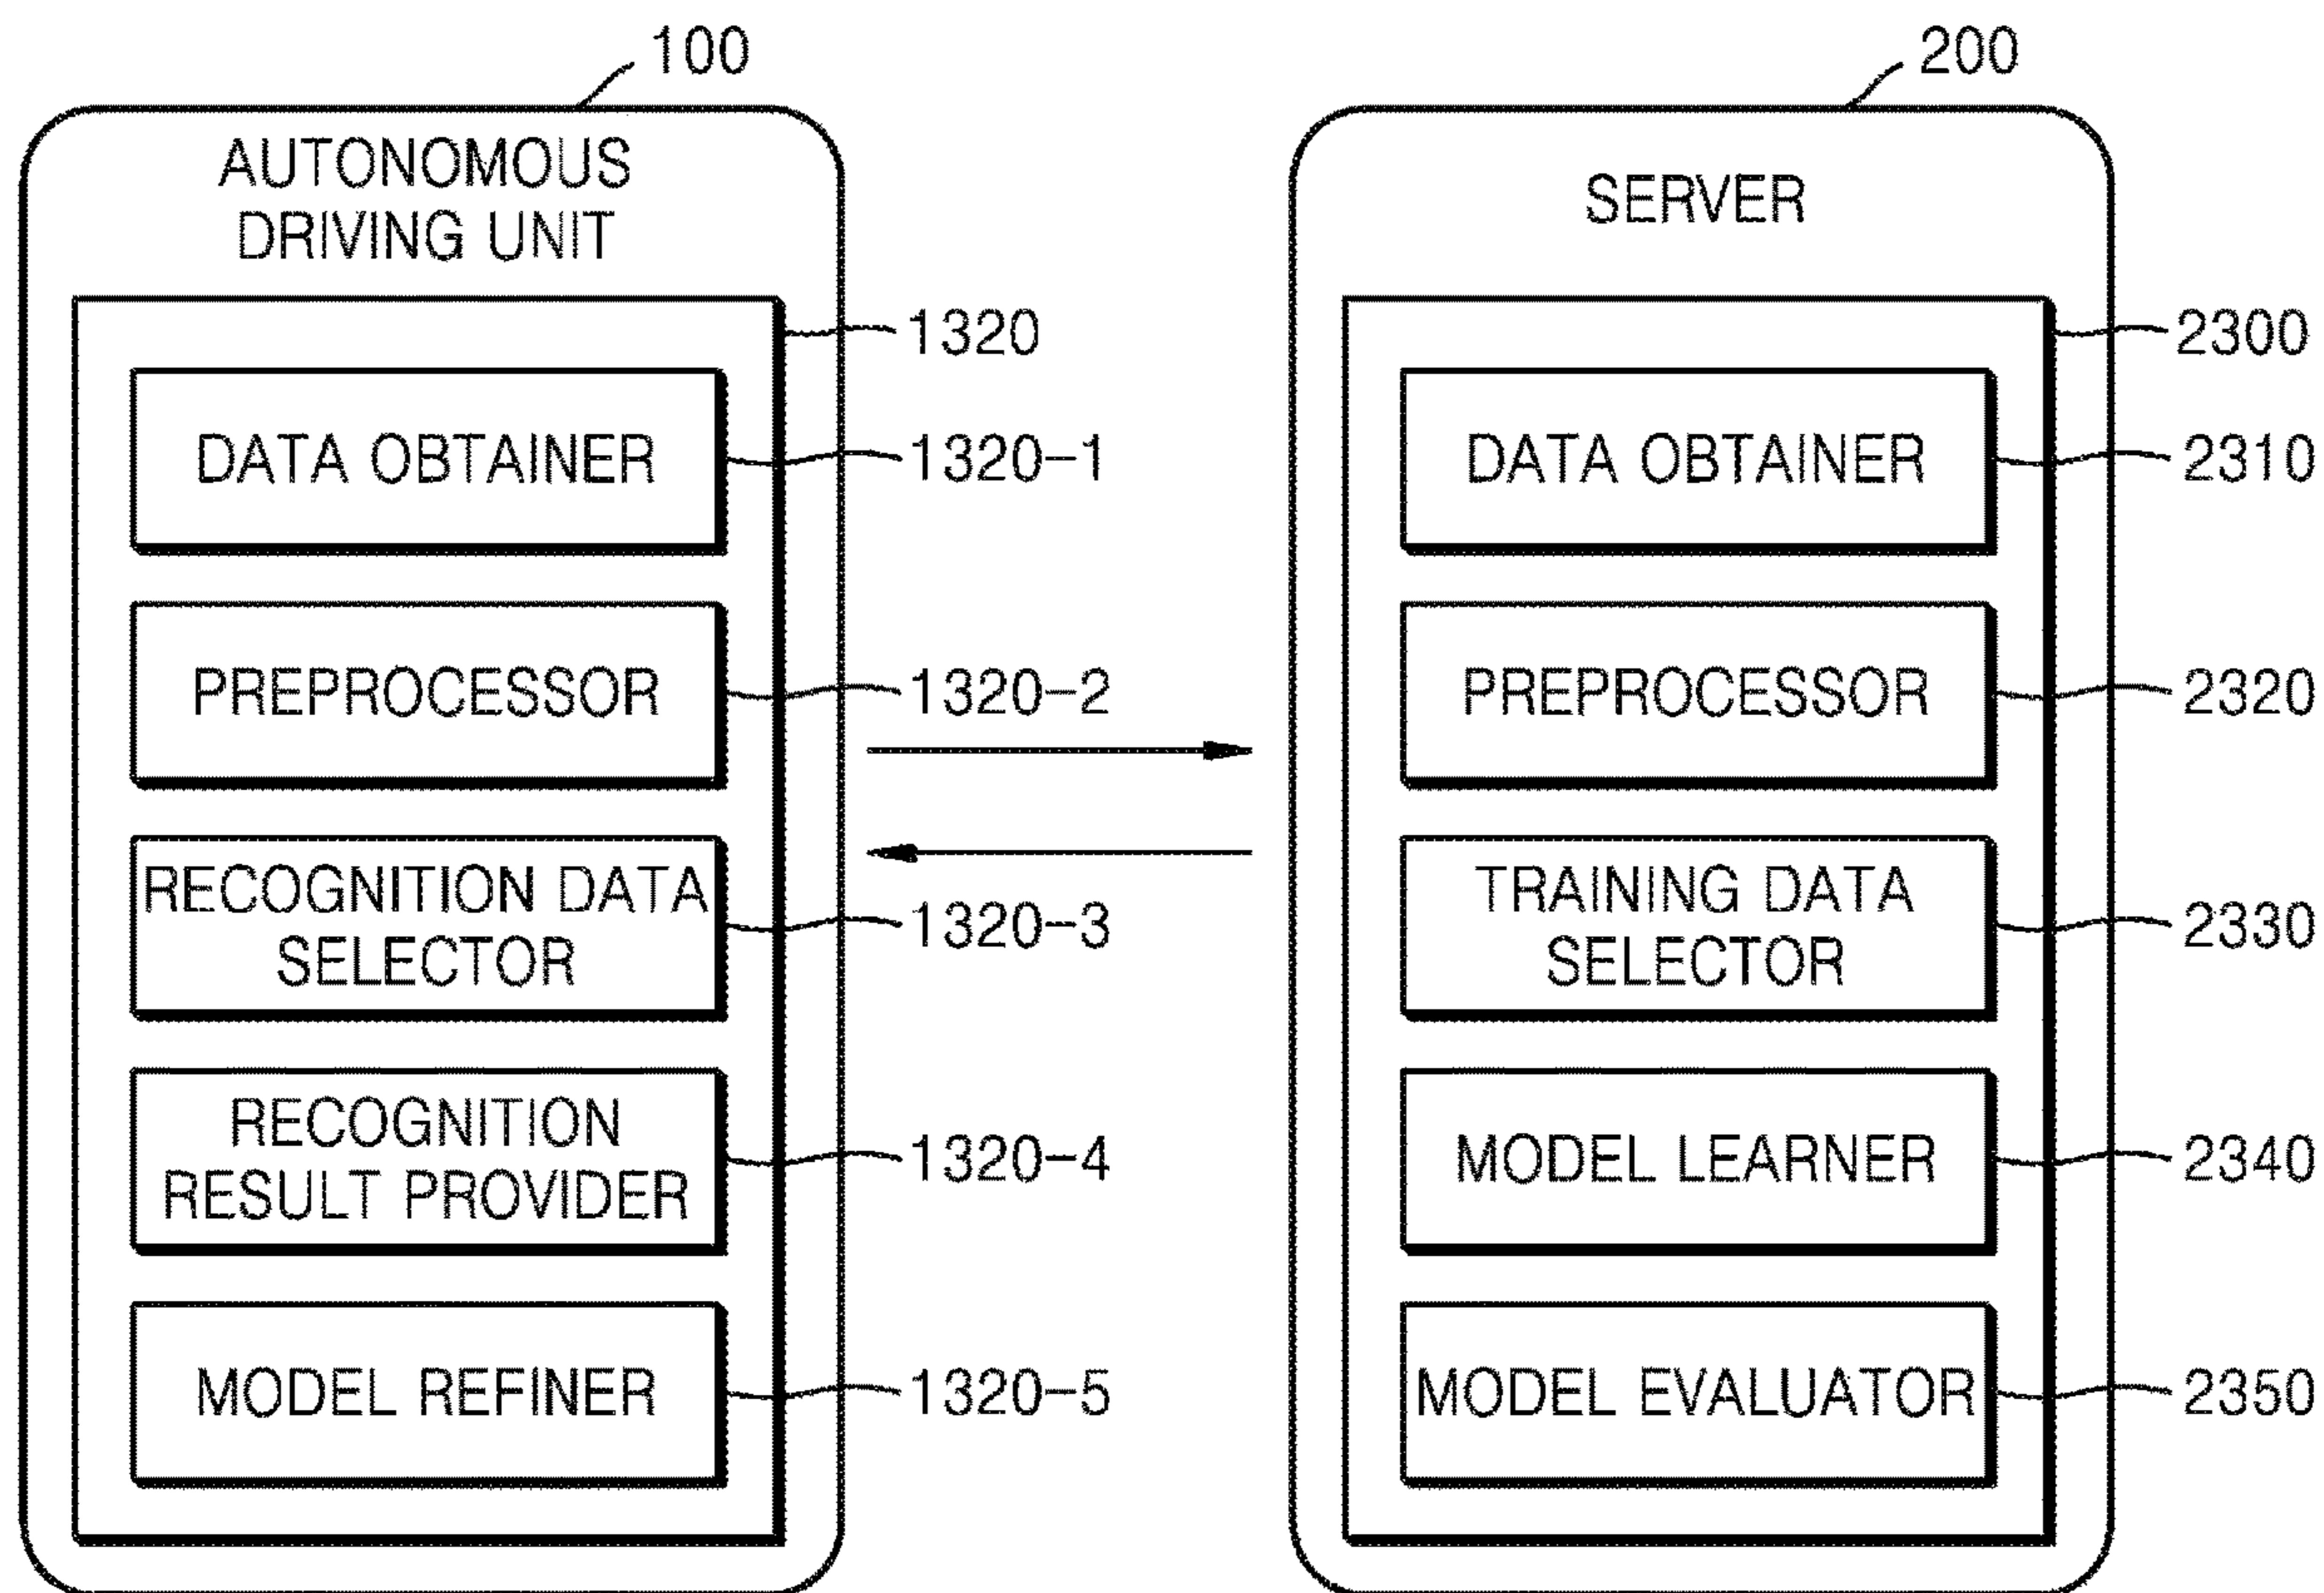 100
AUTONOMOUS
DRIVING UNIT
1320
DATA OBTAINER
1320-1
PREPROCESSOR
1320-2
RECOGNITION DATA
SELECTOR
1320-3
RECOGNITION
RESULT PROVIDER
1320-4
MODEL REFINER
1320-5
200
SERVER
2300
DATA OBTAINER
2310
PREPROCESSOR
2320
TRAINING DATA
SELECTOR
2330
MODEL LEARNER
2340
MODEL EVALUATOR
2350